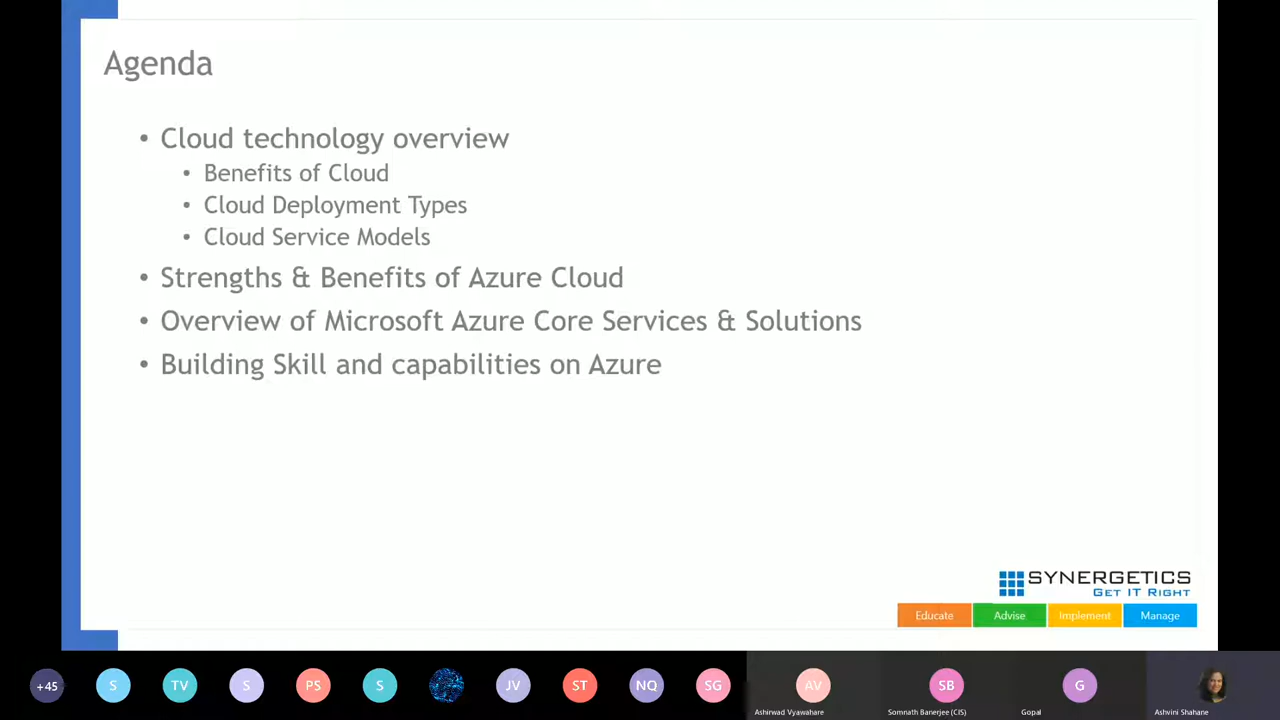 Agenda
• Cloud technology overview
• Benefits of Cloud
• Cloud Deployment Types
• Cloud Service Models
• Strengths & Benefits of Azure Cloud
• Overview of Microsoft Azure Core Services & Solutions
• Building Skill and capabilities on Azure
SYNERGETICS
GET IT RIGHT
Educate Advise Implement Manage
+45 S TV S PS S JV ST NQ SG AV SB G
Ashirwad Vyawahare Somnath Banerjee (CIS) Gopal Ashvini Shahane